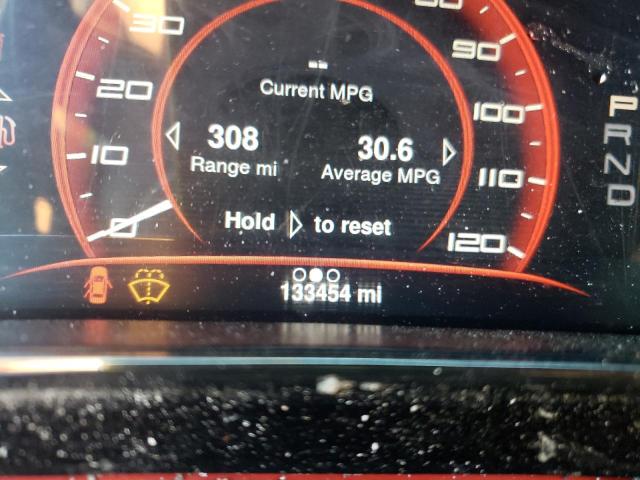 30
80
90
20
--
Current MPG
100
P
R
N
D
308
Range mi
30.6
Average MPG
10
110
0
Hold ▷ to reset
120
133454 mi